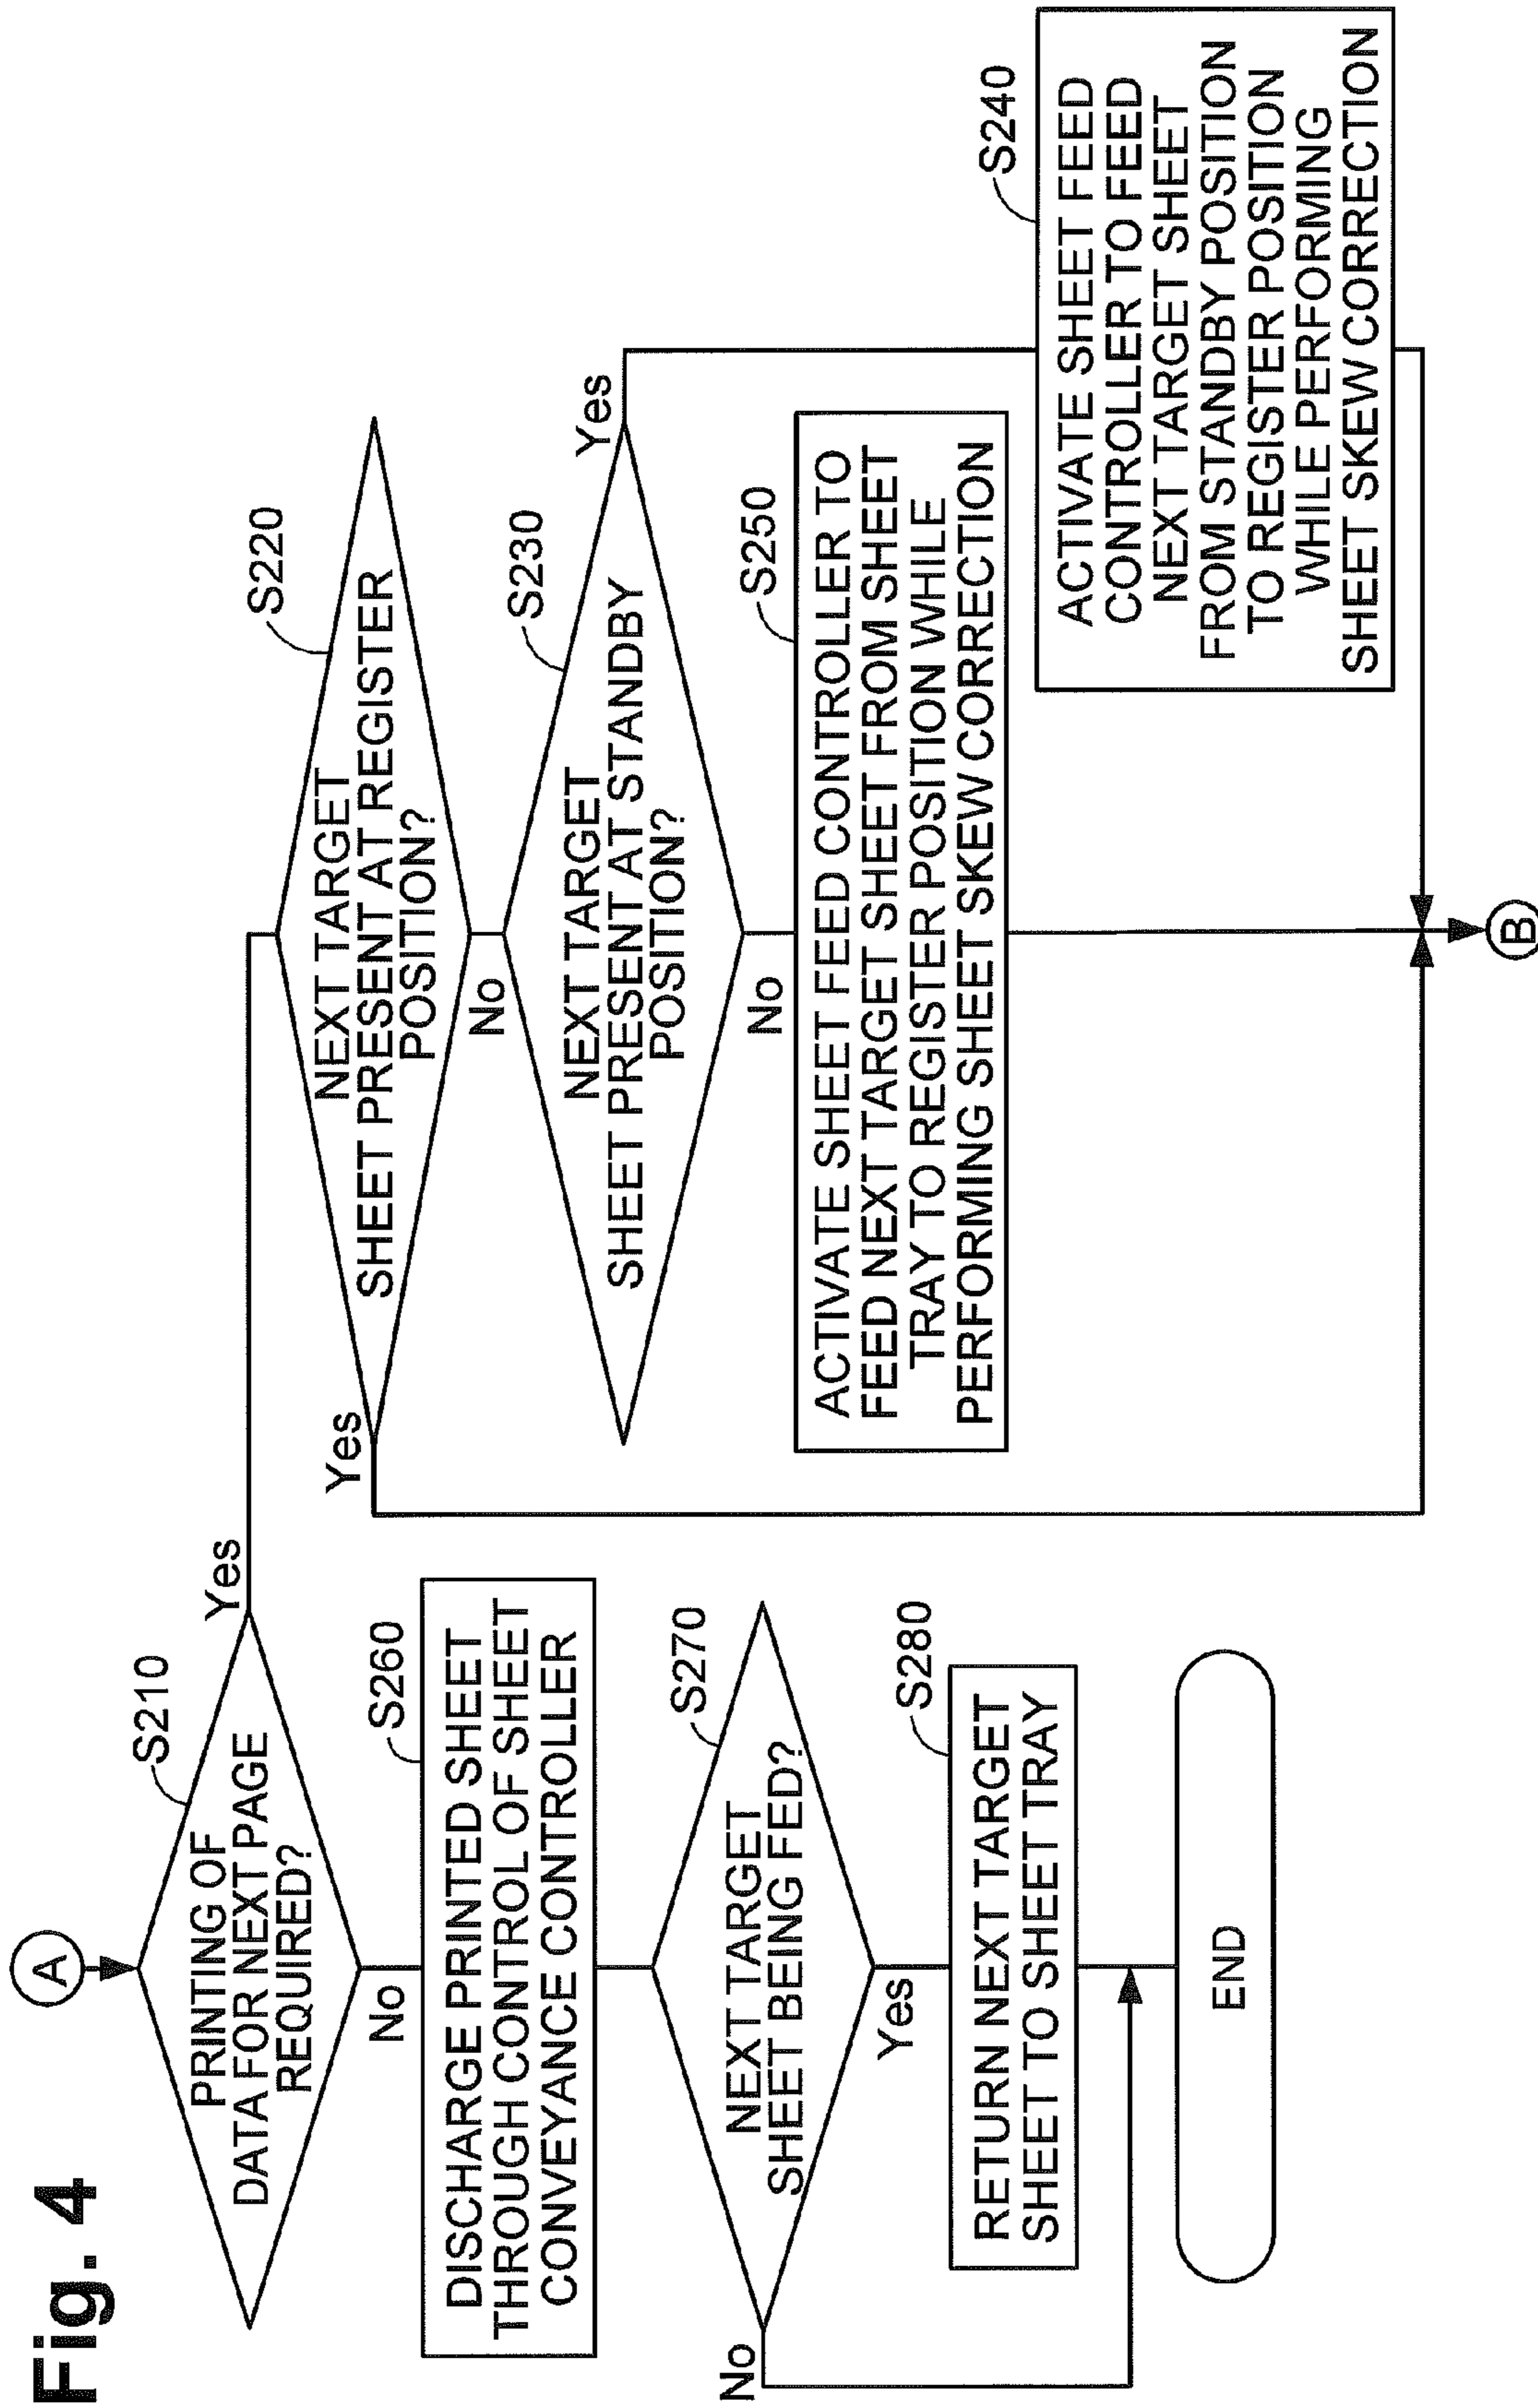 Fig. 4
A
S210
PRINTING OF
DATA FOR NEXT PAGE
REQUIRED?
Yes
No
S260
DISCHARGE PRINTED SHEET
THROUGH CONTROL OF SHEET
CONVEYANCE CONTROLLER
S270
NEXT TARGET
SHEET BEING FED?
No
Yes
S280
RETURN NEXT TARGET
SHEET TO SHEET TRAY
END
S220
NEXT TARGET
SHEET PRESENT AT REGISTER
POSITION?
Yes
No
S230
NEXT TARGET
SHEET PRESENT AT STANDBY
POSITION?
Yes
No
S250
ACTIVATE SHEET FEED CONTROLLER TO
FEED NEXT TARGET SHEET FROM SHEET
TRAY TO REGISTER POSITION WHILE
PERFORMING SHEET SKEW CORRECTION
S240
ACTIVATE SHEET FEED
CONTROLLER TO FEED
NEXT TARGET SHEET
FROM STANDBY POSITION
TO REGISTER POSITION
WHILE PERFORMING
SHEET SKEW CORRECTION
B